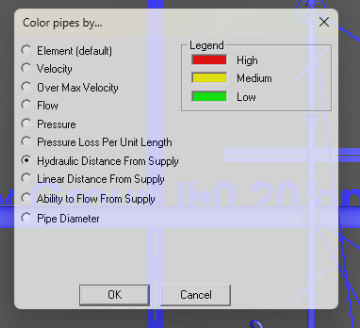 Color pipes by...
Element (default)
Velocity
Over Max Velocity
Flow
Pressure
Pressure Loss Per Unit Length
Hydraulic Distance From Supply
Linear Distance From Supply
Ability to Flow From Supply
Pipe Diameter
Legend
High
Medium
Low
OK
Cancel